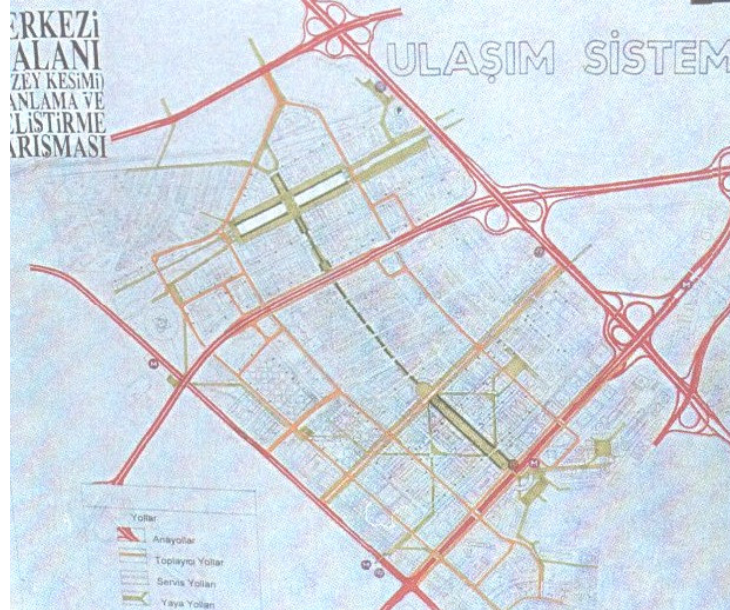 ERKEZİ
ALANI
ZEY KESİMİ)
ANLAMA VE
ELİŞTİRME
ARIŞMASI
ULAŞIM SİSTEM
P
M
M
M
M
Yollar
Anayollar
Toplayıcı Yollar
Servis Yolları
Yaya Yolları